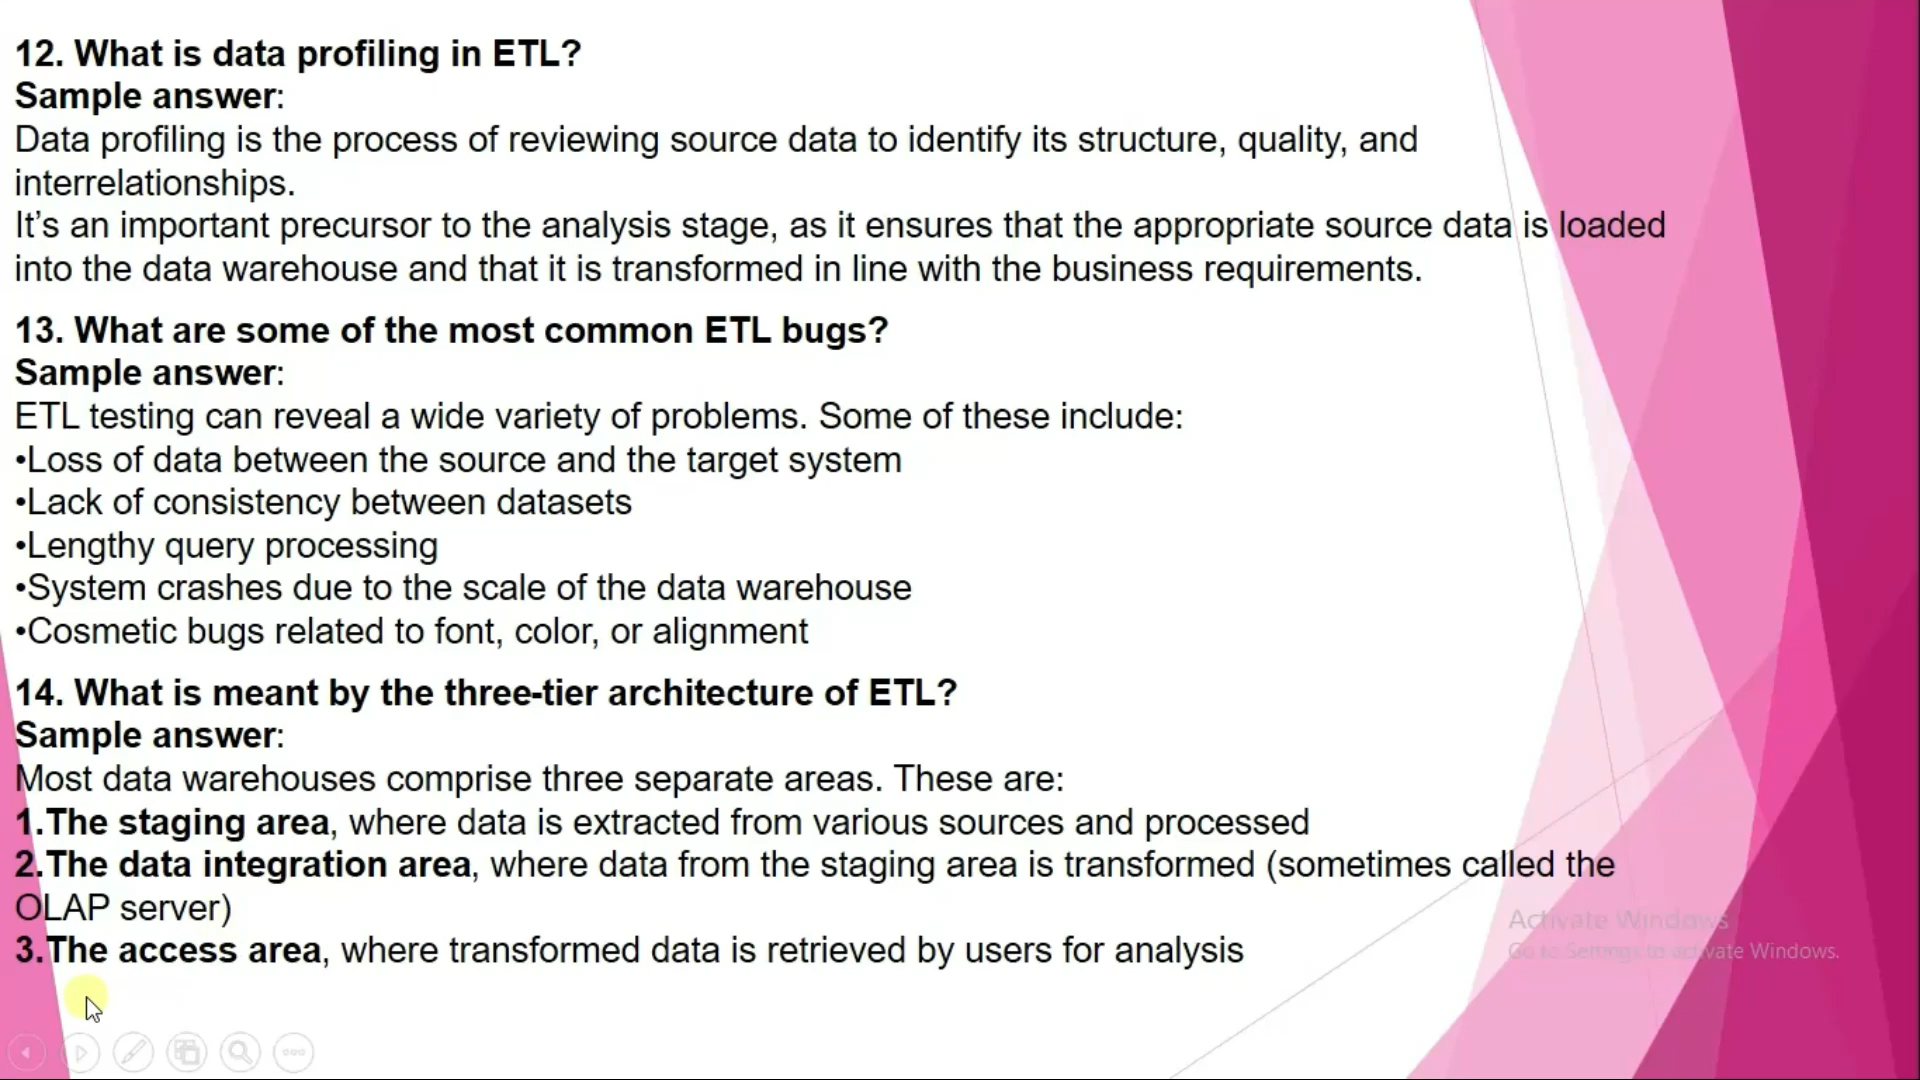 12. What is data profiling in ETL?
Sample answer:
Data profiling is the process of reviewing source data to identify its structure, quality, and
interrelationships.
It’s an important precursor to the analysis stage, as it ensures that the appropriate source data is loaded
into the data warehouse and that it is transformed in line with the business requirements.
13. What are some of the most common ETL bugs?
Sample answer:
ETL testing can reveal a wide variety of problems. Some of these include:
•Loss of data between the source and the target system
•Lack of consistency between datasets
•Lengthy query processing
•System crashes due to the scale of the data warehouse
•Cosmetic bugs related to font, color, or alignment
14. What is meant by the three-tier architecture of ETL?
Sample answer:
Most data warehouses comprise three separate areas. These are:
1.The staging area, where data is extracted from various sources and processed
2.The data integration area, where data from the staging area is transformed (sometimes called the
OLAP server)
3.The access area, where transformed data is retrieved by users for analysis
Activate Windows
Go to Settings to activate Windows.